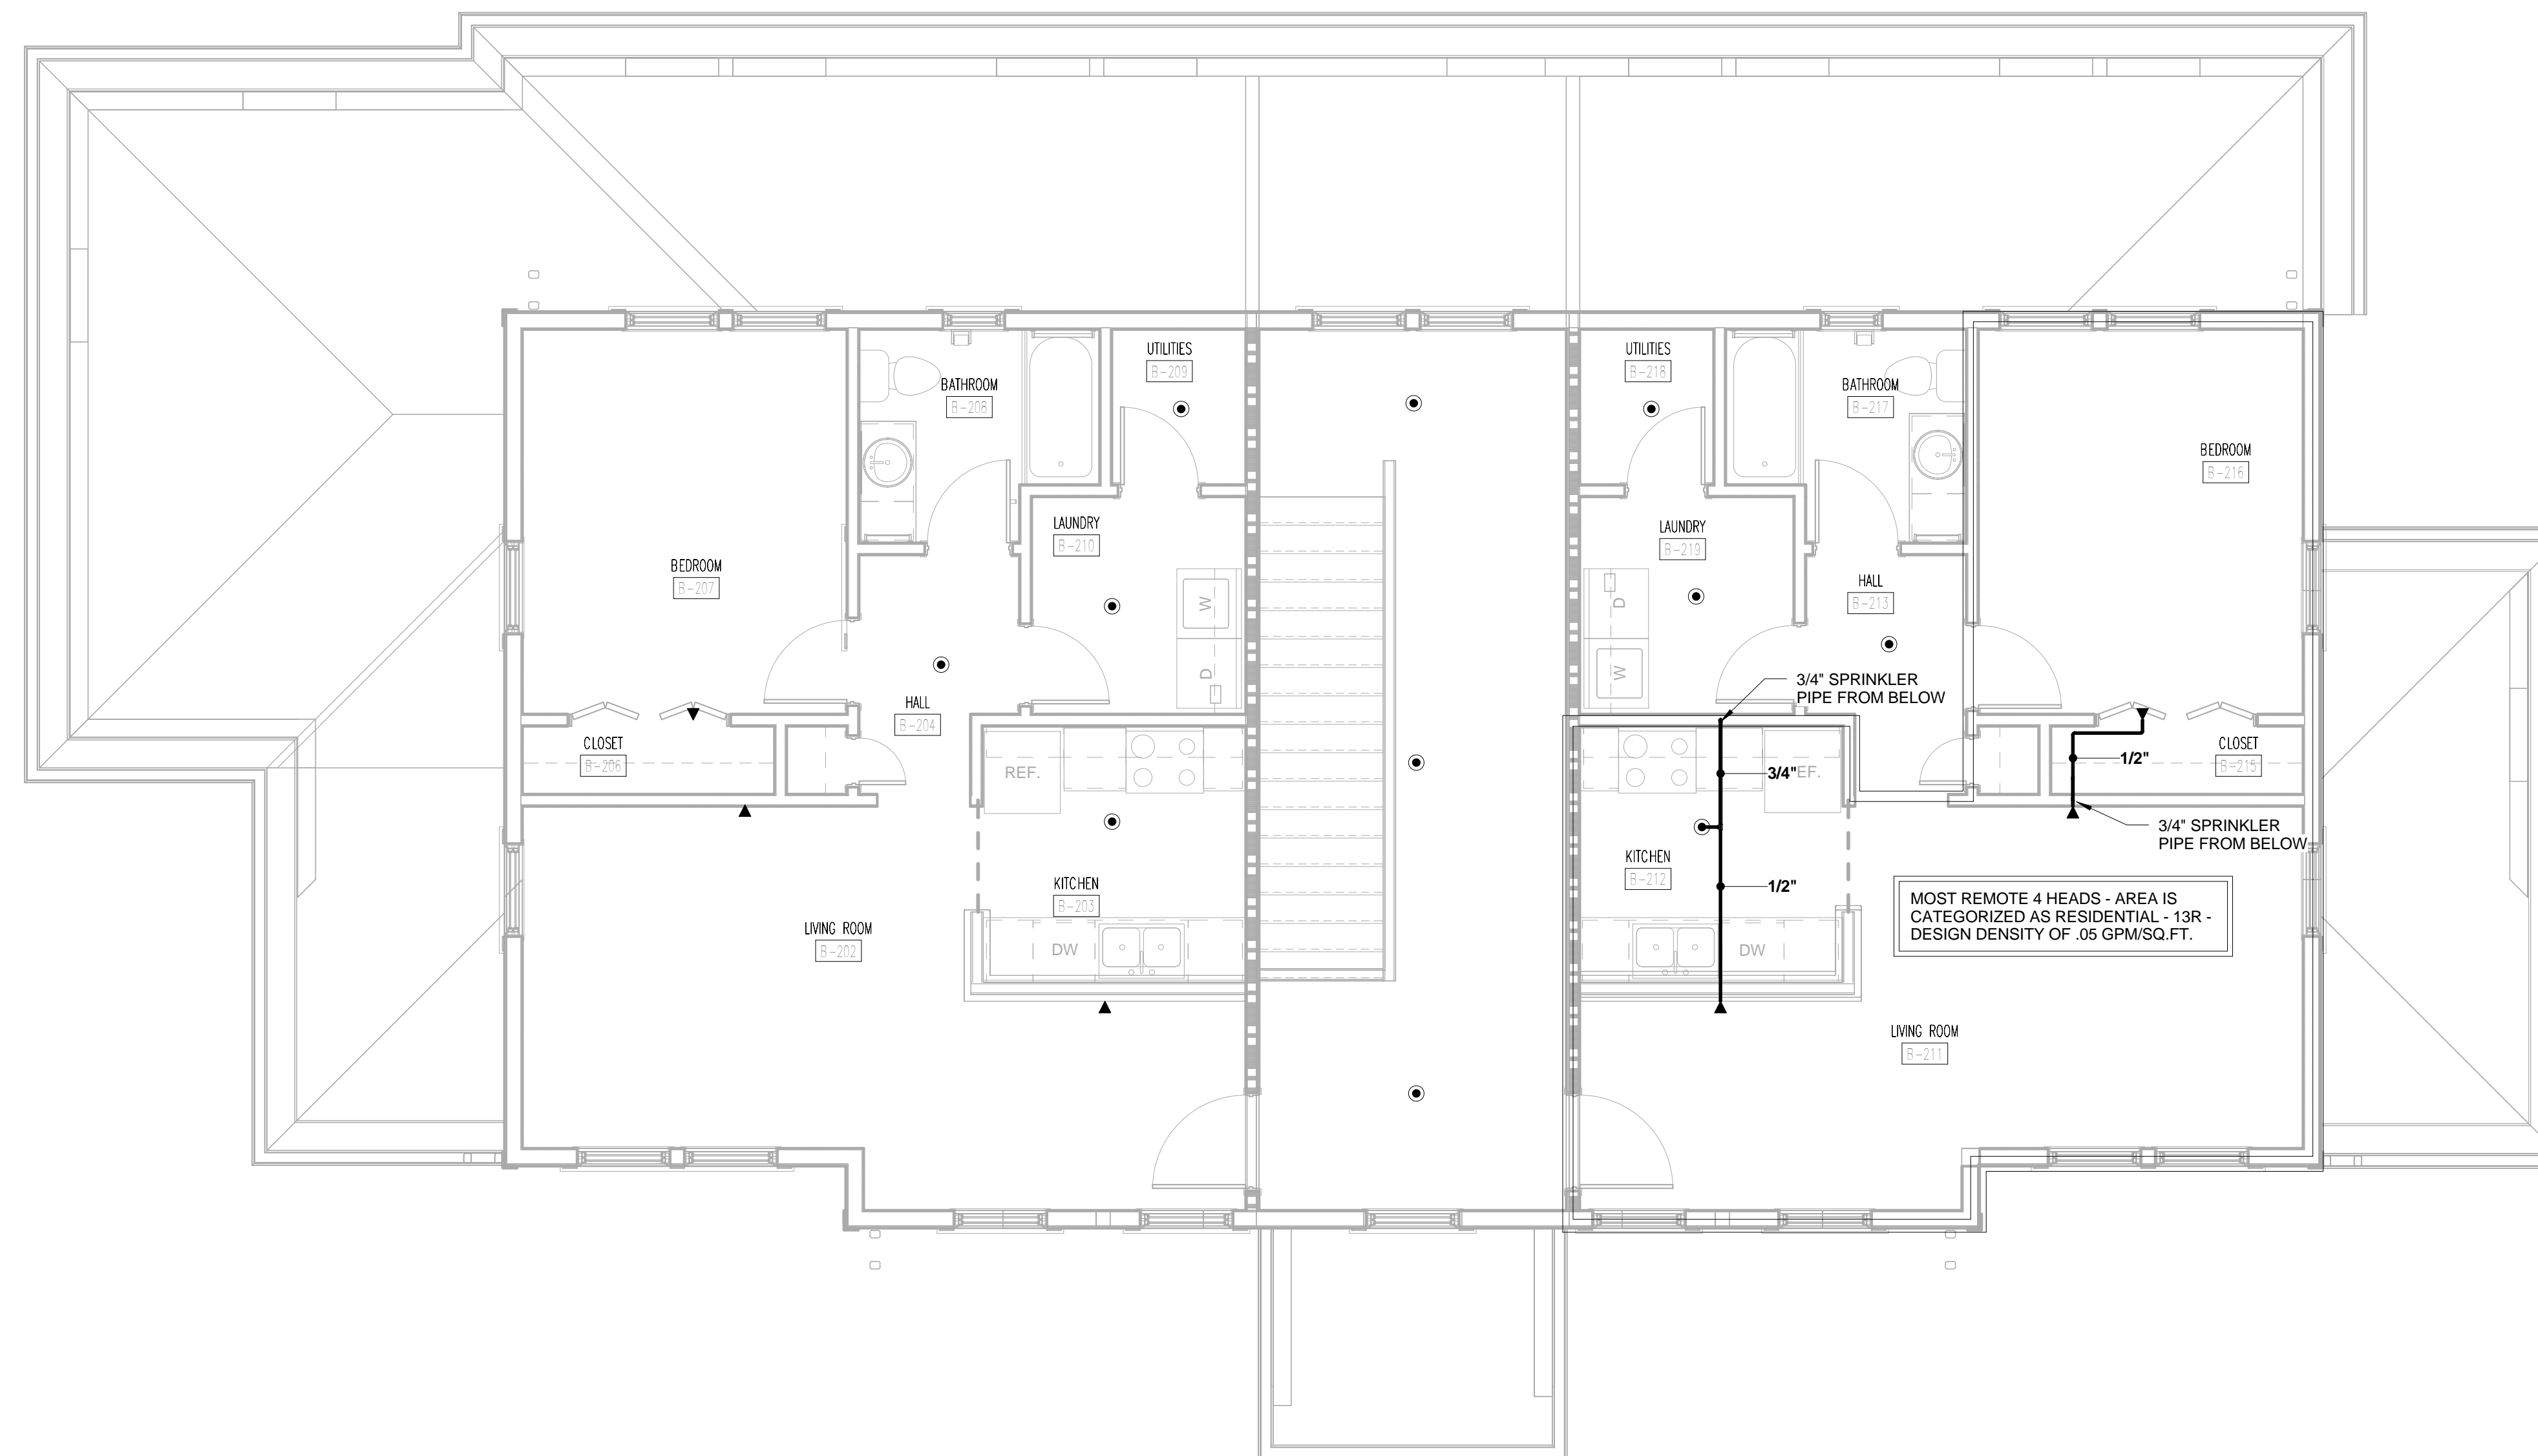 UTILITIES
B-209
UTILITIES
B-218
BATHROOM
B-208
BATHROOM
B-217
BEDROOM
B-216
LAUNDRY
B-210
LAUNDRY
B-219
BEDROOM
B-207
HALL
B-213
W
D
D
W
3/4" SPRINKLER
PIPE FROM BELOW
HALL
B-204
CLOSET
B-206
CLOSET
B-215
1/2"
REF.
3/4"
EF.
3/4" SPRINKLER
PIPE FROM BELOW
KITCHEN
B-203
KITCHEN
B-212
1/2"
MOST REMOTE 4 HEADS - AREA IS
CATEGORIZED AS RESIDENTIAL - 13R -
DESIGN DENSITY OF .05 GPM/SQ.FT.
LIVING ROOM
B-202
DW
DW
LIVING ROOM
B-211